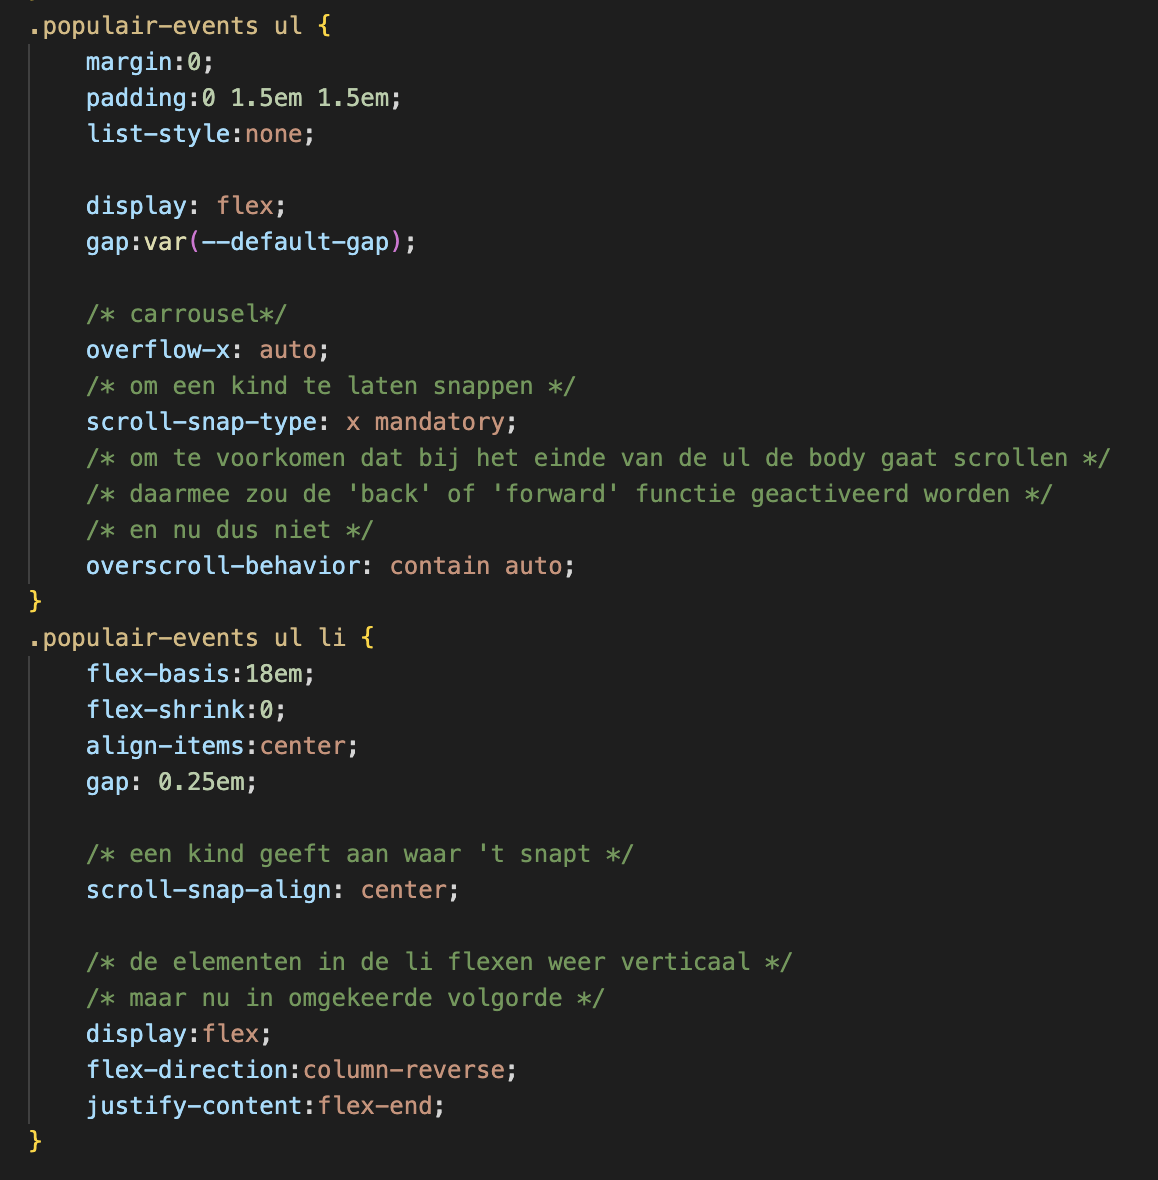 .populair-events ul {
margin:0;
padding:0 1.5em 1.5em;
list-style:none;
display: flex;
gap:var(--default-gap);
/* carrousel*/
overflow-x: auto;
/* om een kind te laten snappen */
scroll-snap-type: x mandatory;
/* om te voorkomen dat bij het einde van de ul de body gaat scrollen */
/* daarmee zou de 'back' of 'forward' functie geactiveerd worden */
/* en nu dus niet */
overscroll-behavior: contain auto;
}
.populair-events ul li {
flex-basis:18em;
flex-shrink:0;
align-items:center;
gap: 0.25em;
/* een kind geeft aan waar 't snapt */
scroll-snap-align: center;
/* de elementen in de li flexen weer verticaal */
/* maar nu in omgekeerde volgorde */
display:flex;
flex-direction:column-reverse;
justify-content:flex-end;
}